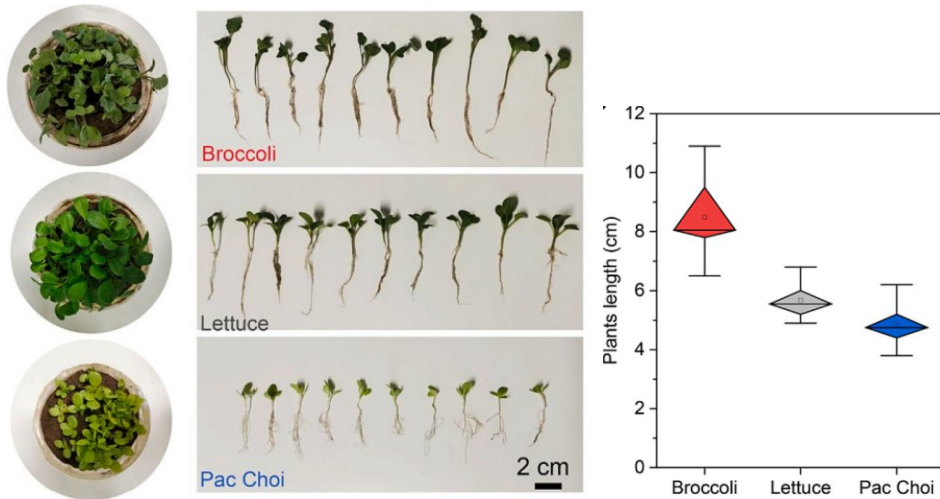 Broccoli
Lettuce
Pac Choi
2 cm
Plants length (cm)
12
10
8
6
4
2
0
Broccoli
Lettuce
Pac Choi